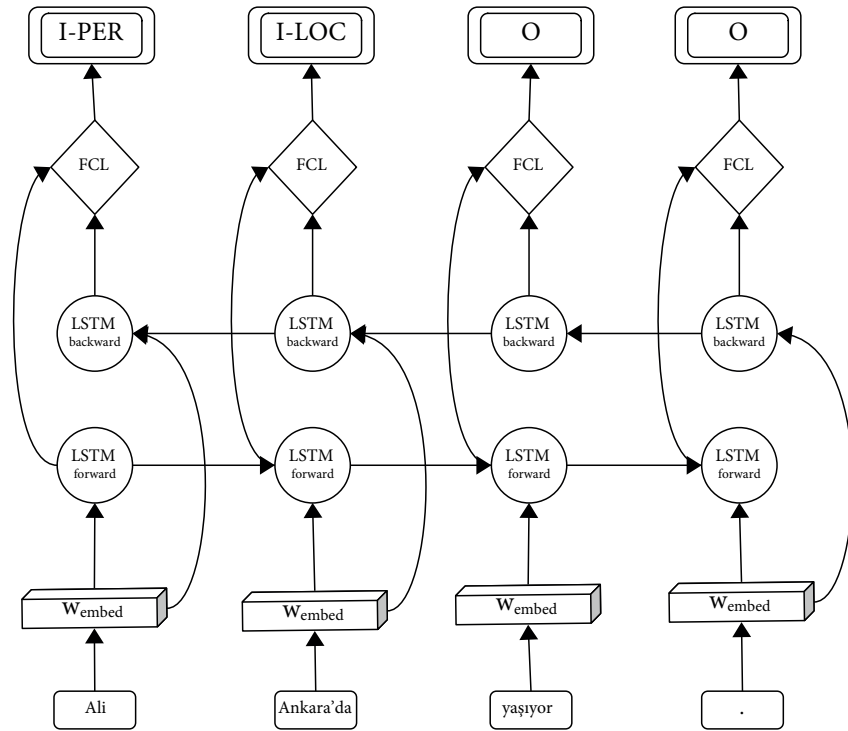 I-PER I-LOC O O
FCL FCL FCL FCL
LSTM LSTM LSTM LSTM
backward backward backward backward
LSTM LSTM LSTM LSTM
forward forward forward forward
Wembed Wembed Wembed Wembed
Ali Ankara'da yaşıyor .